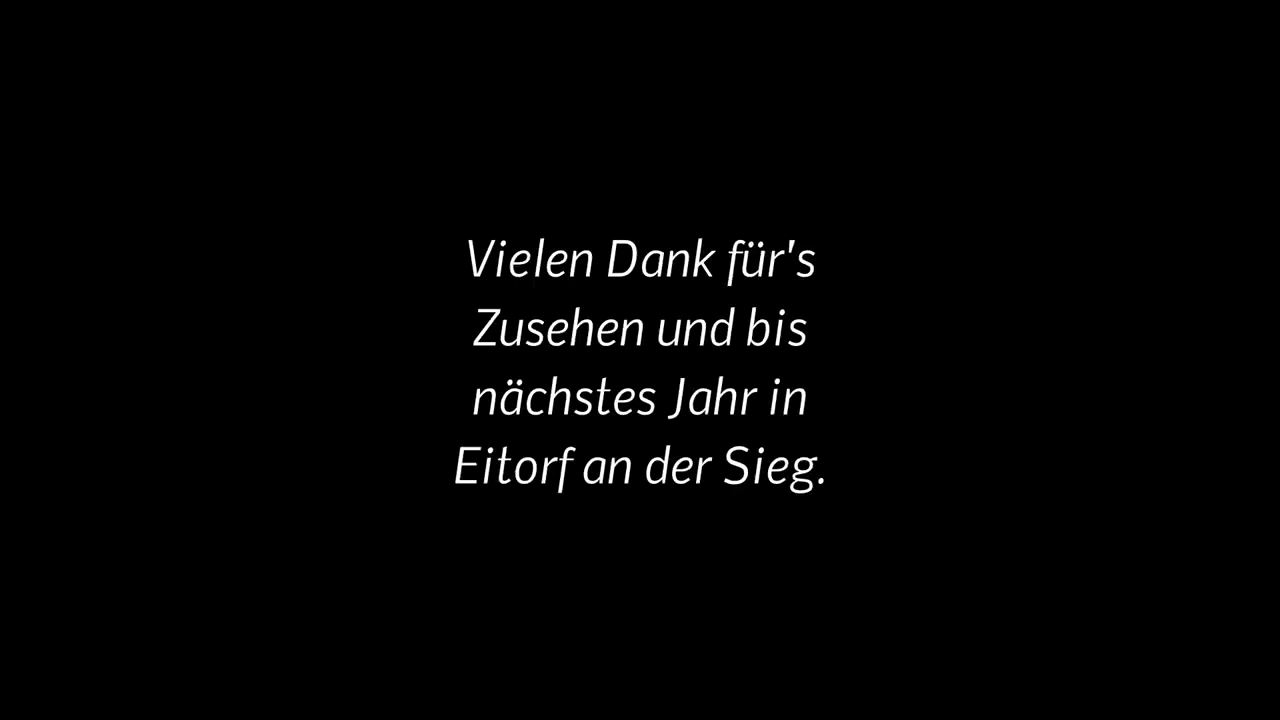 Vielen Dank für's
Zusehen und bis
nächstes Jahr in
Eitorf an der Sieg.